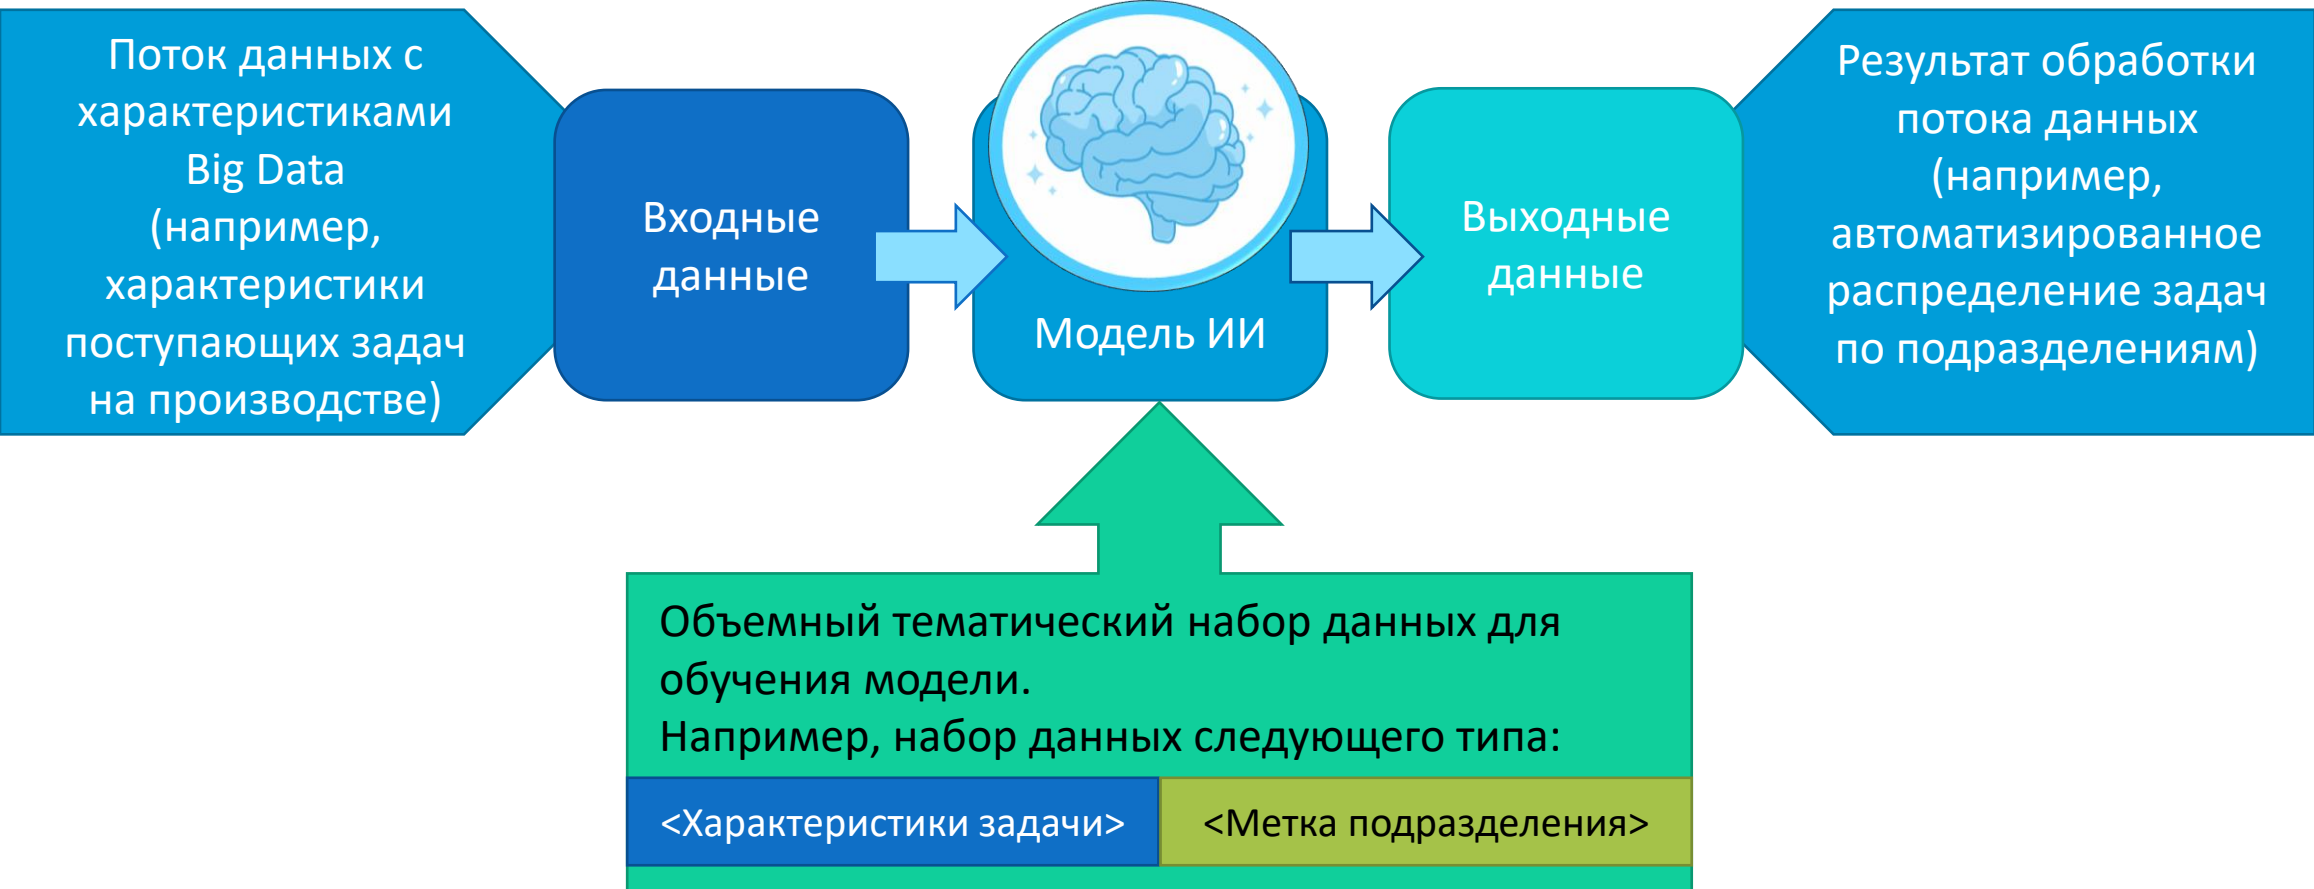 Поток данных с
характеристиками
Big Data
(например,
характеристики
поступающих задач
на производстве)
Входные
данные
Модель ИИ
Выходные
данные
Результат обработки
потока данных
(например,
автоматизированное
распределение задач
по подразделениям)
Объемный тематический набор данных для
обучения модели.
Например, набор данных следующего типа:
<Характеристики задачи>
<Метка подразделения>